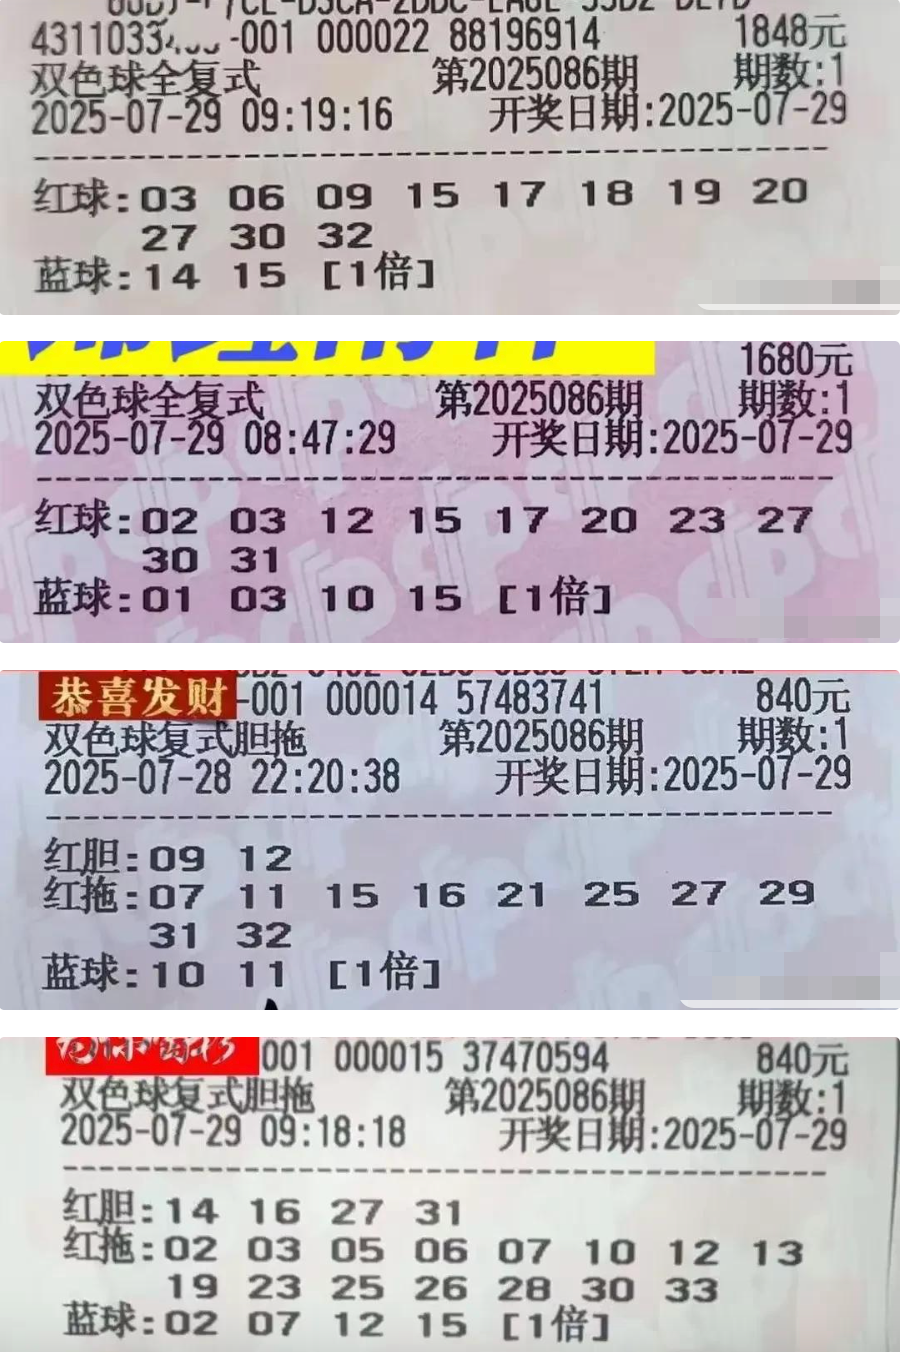 -001 000022 88196914 1848元
双色球全复式 第2025086期 期数:1
2025-07-29 09:19:16 开奖日期:2025-07-29
红球:03 06 09 15 17 18 19 20
27 30 32
蓝球:14 15 [1倍]
1680元
双色球全复式 第2025086期 期数:1
2025-07-29 08:47:29 开奖日期:2025-07-29
红球:02 03 12 15 17 20 23 27
30 31
蓝球:01 03 10 15 [1倍]
恭喜发财 -001 000014 57483741 840元
双色球复式胆拖 第2025086期 期数:1
2025-07-28 22:20:38 开奖日期:2025-07-29
红胆:09 12
红拖:07 11 15 16 21 25 27 29
31 32
蓝球:10 11 [1倍]
001 000015 37470594 840元
双色球复式胆拖 第2025086期 期数:1
2025-07-29 09:18:18 开奖日期:2025-07-29
红胆:14 16 27 31
红拖:02 03 05 06 07 10 12 13
19 23 25 26 28 30 33
蓝球:02 07 12 15 [1倍]